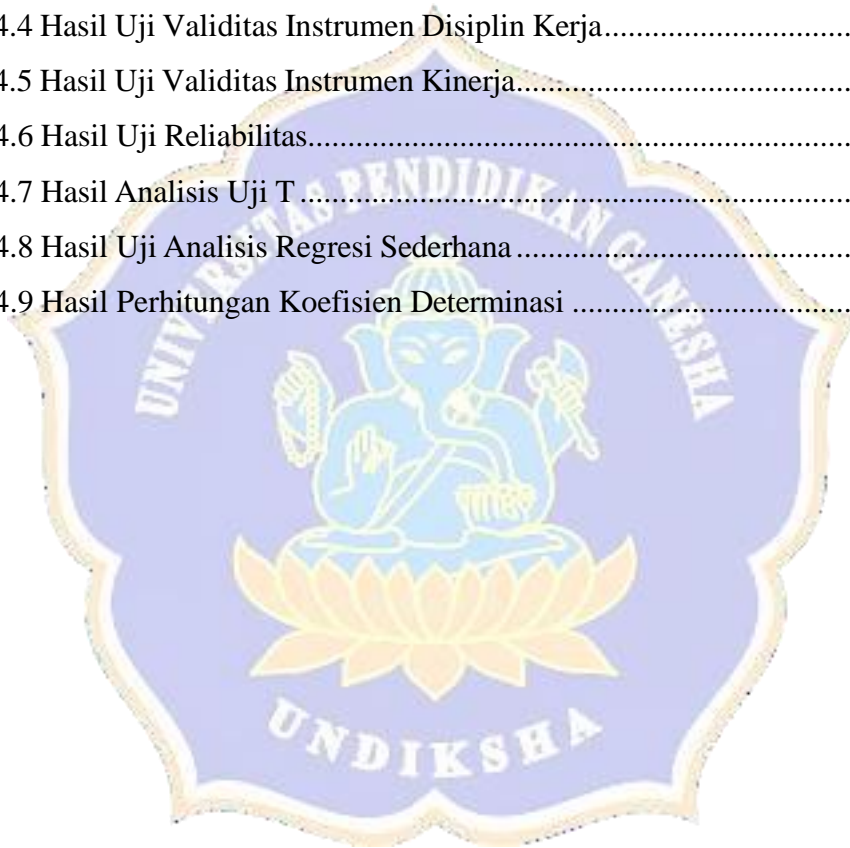 4.4 Hasil Uji Validitas Instrumen Disiplin Kerja................................
4.5 Hasil Uji Validitas Instrumen Kinerja...........................................
4.6 Hasil Uji Reliabilitas.....................................................................
4.7 Hasil Analisis Uji T ......................................................................
4.8 Hasil Uji Analisis Regresi Sederhana ...........................................
4.9 Hasil Perhitungan Koefisien Determinasi ....................................
UNIVERSITAS PENDIDIKAN GANESHA
UNDIKSHA